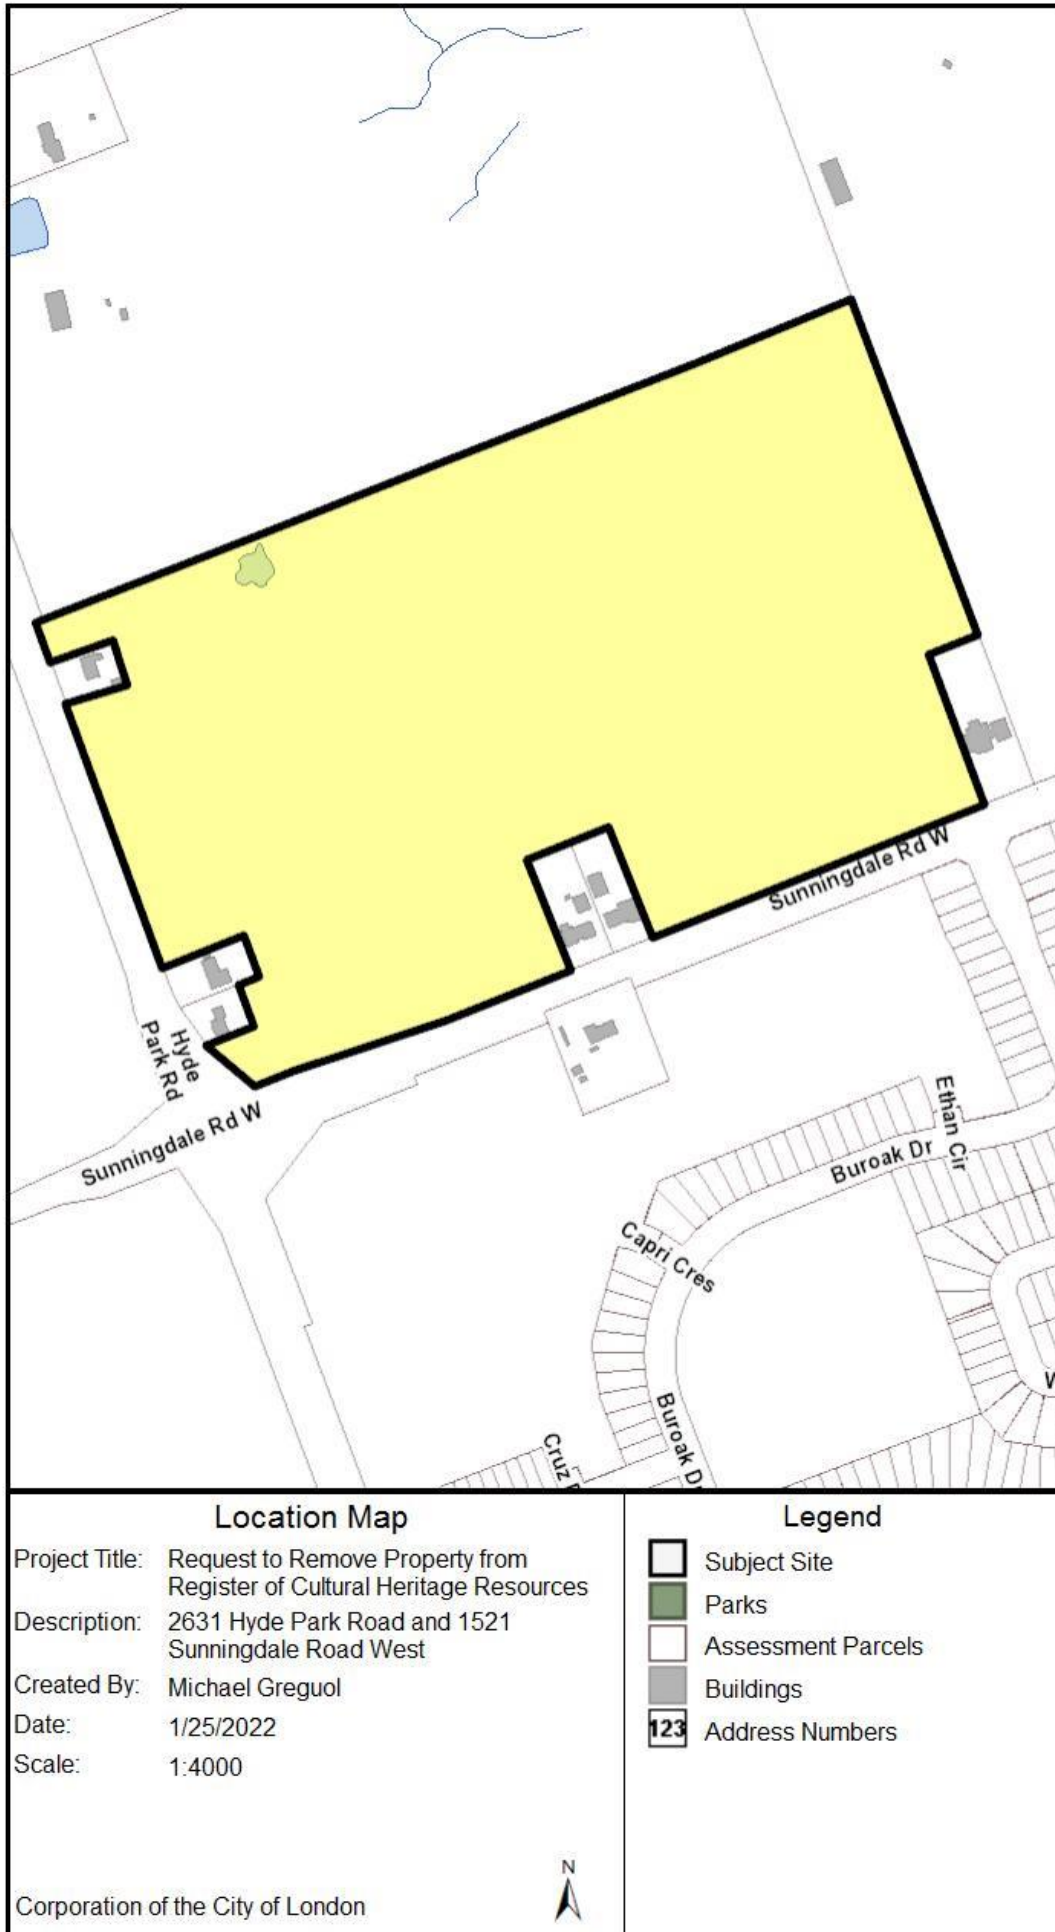 Sunningdale Rd W
Hyde
Park Rd
Sunningdale Rd W
Ethan Cir
Buroak Dr
Capri Cres
Buroak Dr
Cruz
Location Map
Project Title: Request to Remove Property from
Register of Cultural Heritage Resources
Description: 2631 Hyde Park Road and 1521
Sunningdale Road West
Created By: Michael Greguol
Date: 1/25/2022
Scale: 1:4000
N
Corporation of the City of London
Legend
Subject Site
Parks
Assessment Parcels
Buildings
123 Address Numbers